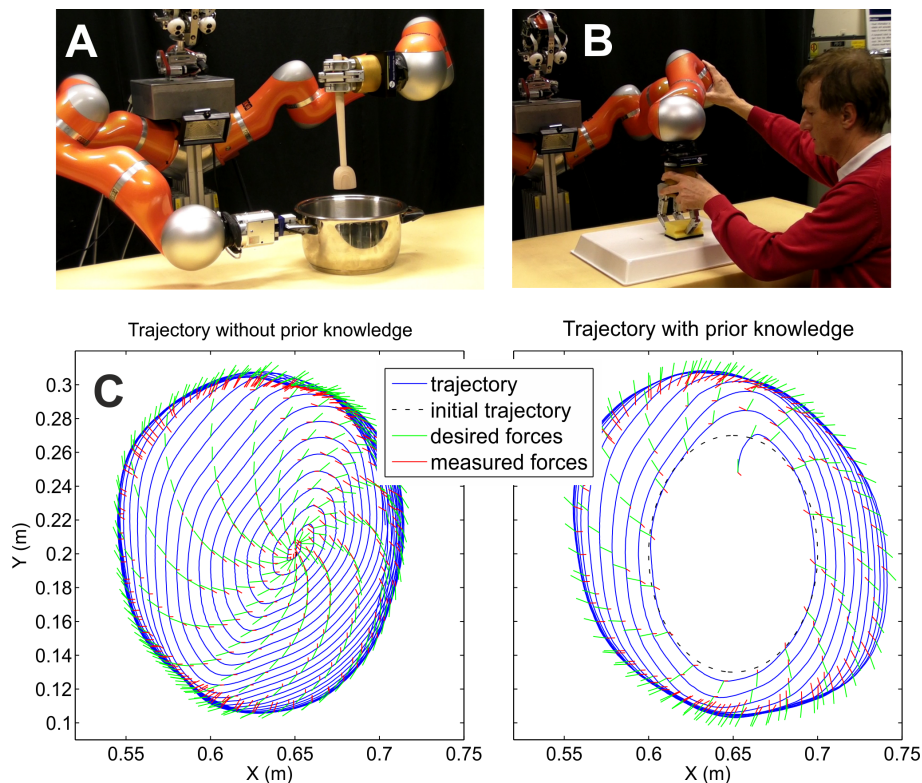 A
B
Trajectory without prior knowledge
Trajectory with prior knowledge
C
trajectory
initial trajectory
desired forces
measured forces
0.3
0.28
0.26
0.24
0.22
0.2
0.18
0.16
0.14
0.12
0.1
Y (m)
0.55 0.6 0.65 0.7 0.75
X (m)
0.55 0.6 0.65 0.7 0.75
X (m)